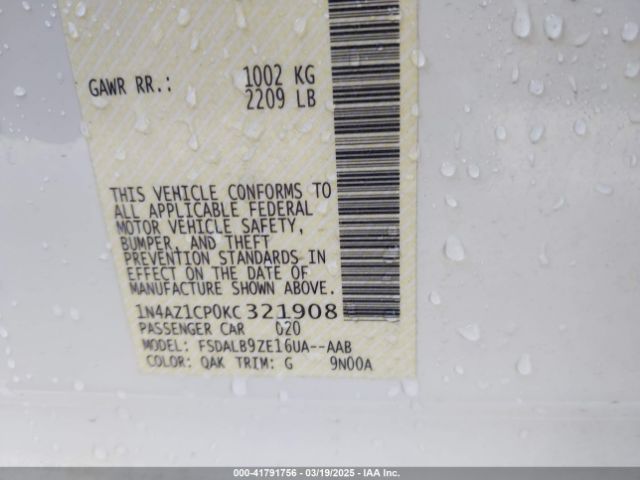 GAWR RR.: 1002 KG
2209 LB
THIS VEHICLE CONFORMS TO
ALL APPLICABLE FEDERAL
MOTOR VEHICLE SAFETY,
BUMPER, AND THEFT
PREVENTION STANDARDS IN
EFFECT ON THE DATE OF
MANUFACTURE SHOWN ABOVE.
1N4AZ1CP0KC 321908
PASSENGER CAR 020
MODEL: FSDALB9ZE16UA--AAB
COLOR: QAK TRIM: G 9N00A
000-41791756 - 03/19/2025 - IAA Inc.